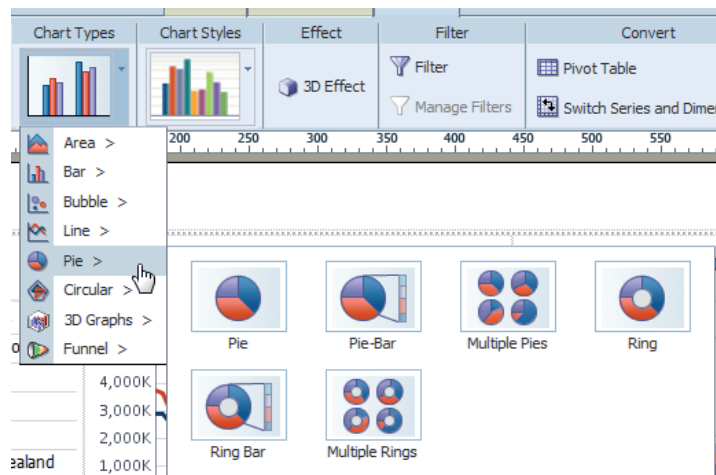 Chart Types Chart Styles Effect Filter Convert
Filter Pivot Table
3D Effect
Manage Filters Switch Series and Dime
200 250 300 350 400 450 500 550
Area >
Bar >
Bubble >
Line >
Pie >
Circular >
3D Graphs >
Funnel >
Pie Pie-Bar Multiple Pies Ring
Ring Bar Multiple Rings
4,000K
3,000K
2,000K
1,000K
ealand